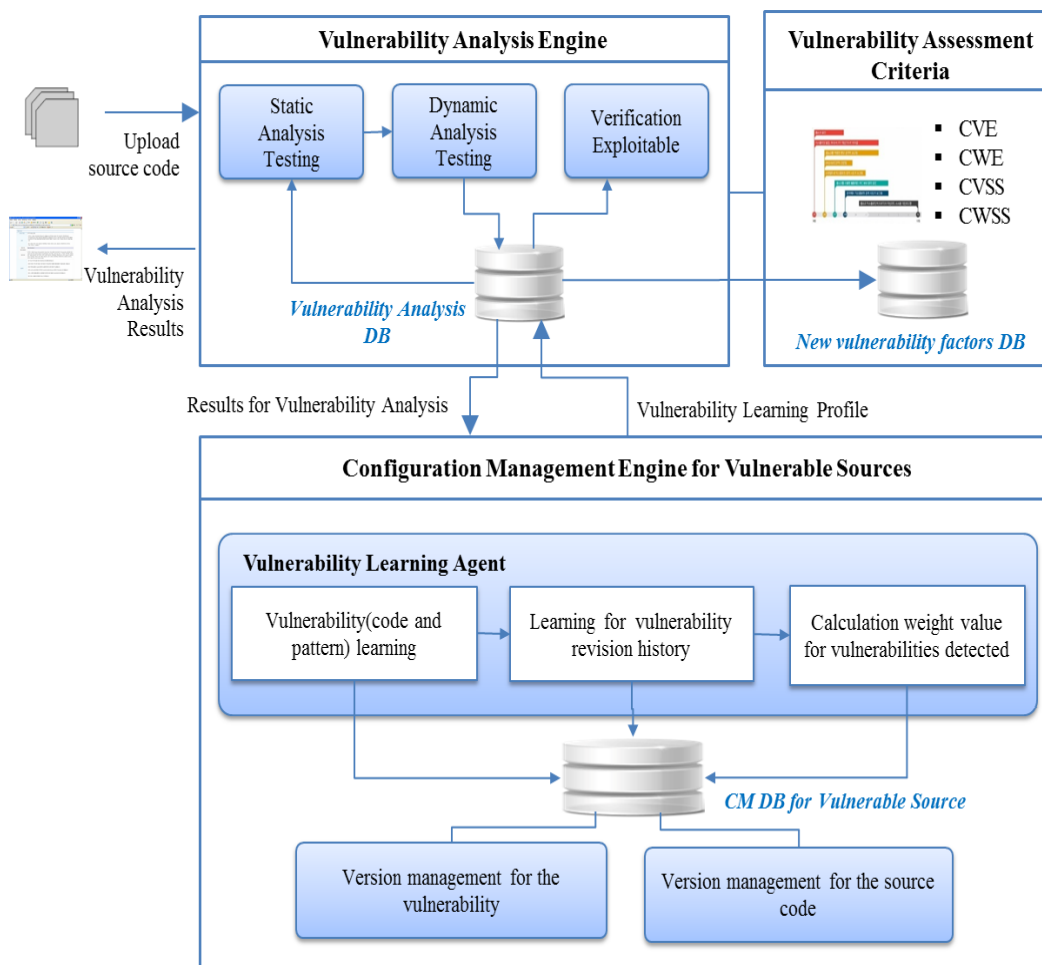 Vulnerability Analysis Engine
Vulnerability Assessment
Criteria
Static
Analysis
Testing
Dynamic
Analysis
Testing
Verification
Exploitable
Upload
source code
▪ CVE
▪ CWE
▪ CVSS
▪ CWSS
Vulnerability
Analysis
Results
Vulnerability Analysis
DB
New vulnerability factors DB
Results for Vulnerability Analysis
Vulnerability Learning Profile
Configuration Management Engine for Vulnerable Sources
Vulnerability Learning Agent
Vulnerability(code and
pattern) learning
Learning for vulnerability
revision history
Calculation weight value
for vulnerabilities detected
CM DB for Vulnerable Source
Version management for the
vulnerability
Version management for the source
code